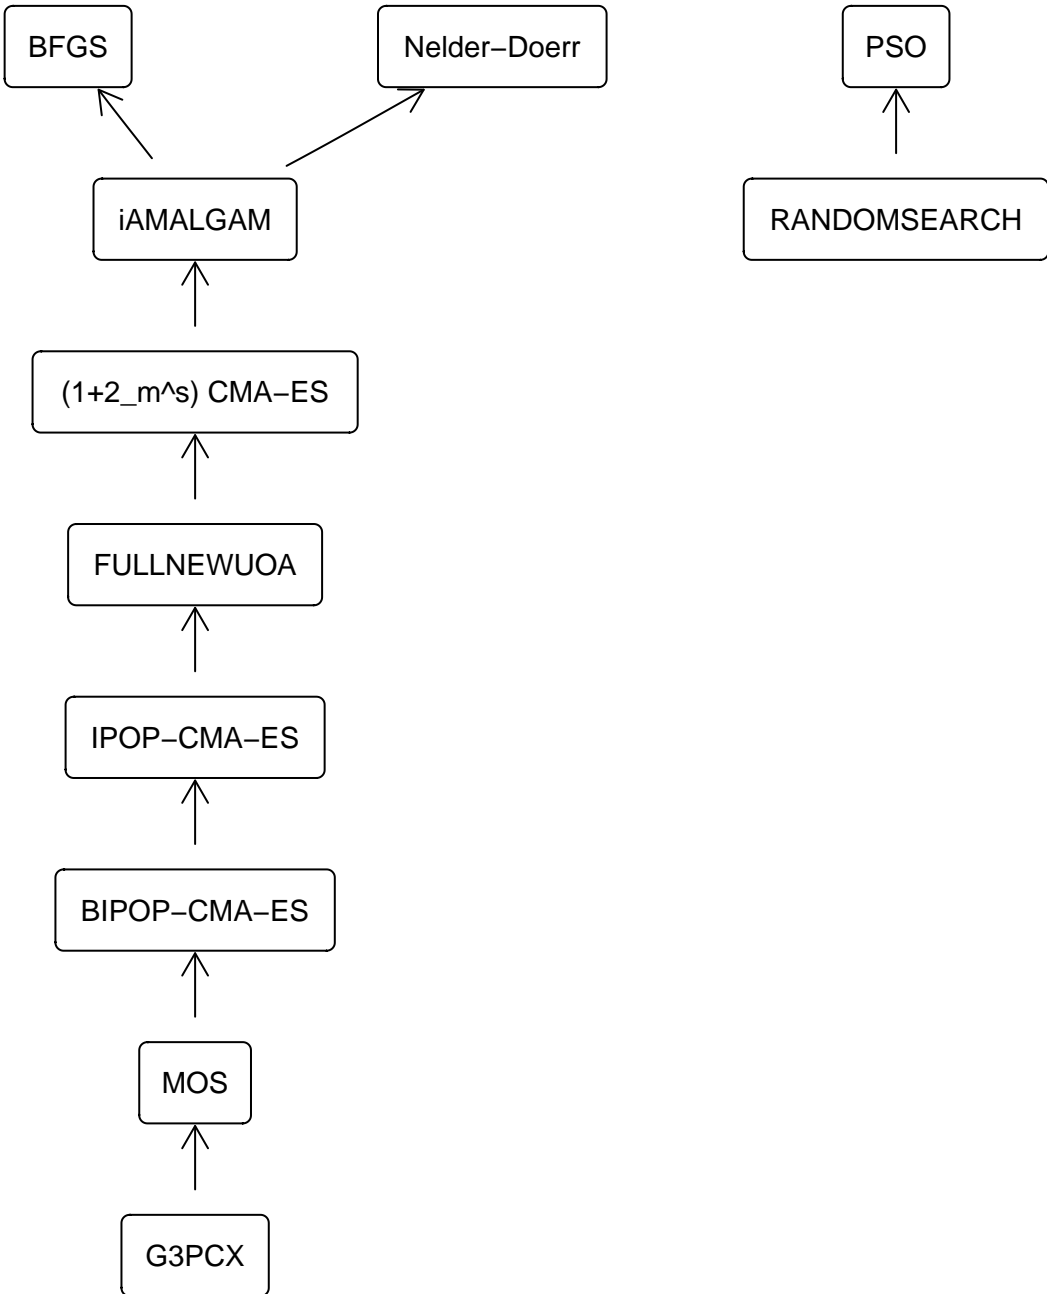 BFGS
Nelder−Doerr
PSO
iAMALGAM
RANDOMSEARCH
(1+2_m^s) CMA−ES
FULLNEWUOA
IPOP−CMA−ES
BIPOP−CMA−ES
MOS
G3PCX